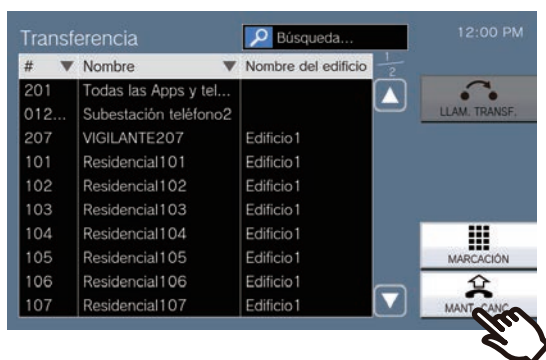 Transferencia
Búsqueda...
12:00 PM
# Nombre Nombre del edificio
1/2
201 Todas las Apps y tel...
012... Subestación teléfono2
207 VIGILANTE207 Edificio1
101 Residencial101 Edificio1
102 Residencial102 Edificio1
103 Residencial103 Edificio1
104 Residencial104 Edificio1
105 Residencial105 Edificio1
106 Residencial106 Edificio1
107 Residencial107 Edificio1
LLAM. TRANSF.
MARCACIÓN
MANT. CANC.